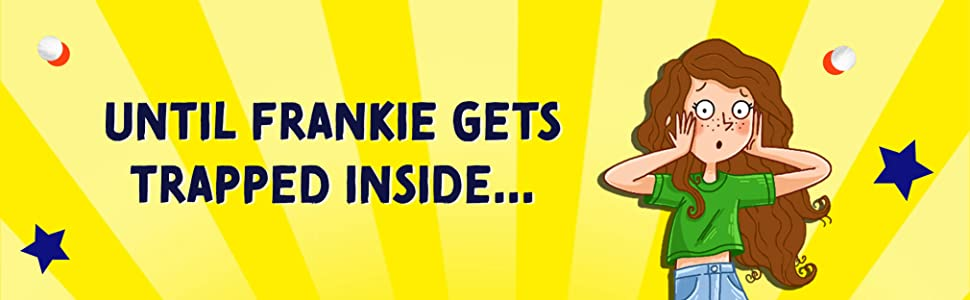 UNTIL FRANKIE GETS
TRAPPED INSIDE...